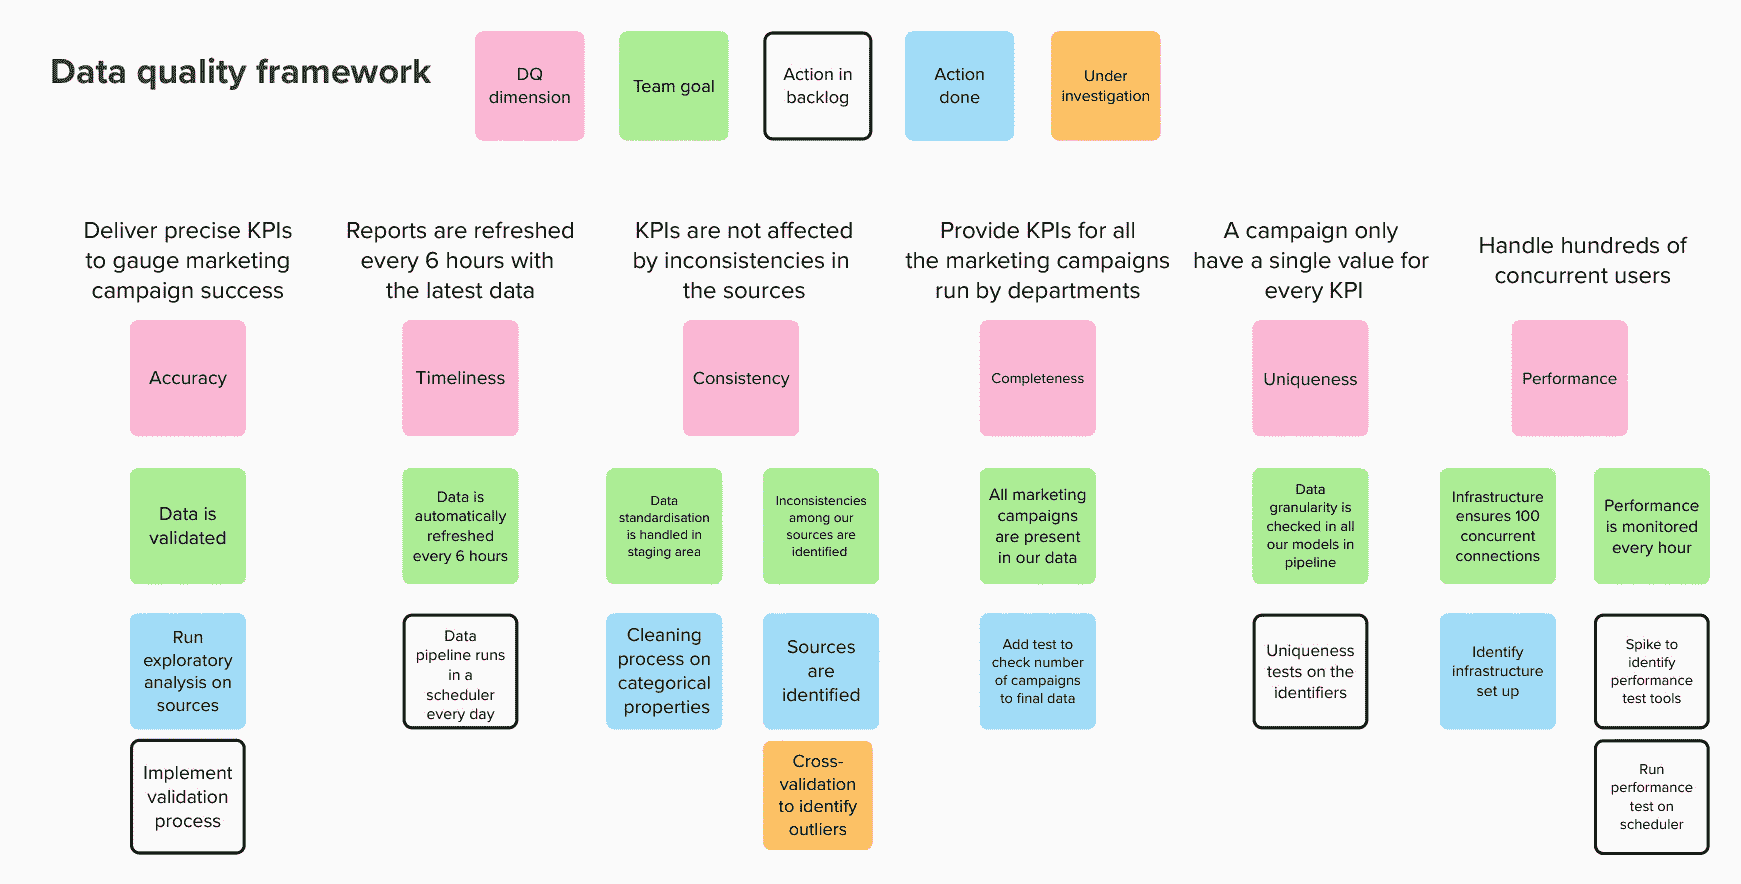 Data quality framework
DQ
dimension
Team goal
Action in
backlog
Action
done
Under
investigation
Deliver precise KPIs
to gauge marketing
campaign success
Reports are refreshed
every 6 hours with
the latest data
KPIs are not affected
by inconsistencies in
the sources
Provide KPIs for all
the marketing campaigns
run by departments
A campaign only
have a single value for
every KPI
Handle hundreds of
concurrent users
Accuracy
Timeliness
Consistency
Completeness
Uniqueness
Performance
Data is
validated
Data is
automatically
refreshed
every 6 hours
Data
standardisation
is handled in
staging area
Inconsistencies
among our
sources are
identified
All marketing
campaigns
are present
in our data
Data
granularity is
checked in all
our models in
pipeline
Infrastructure
ensures 100
concurrent
connections
Performance
is monitored
every hour
Run
exploratory
analysis on
sources
Data
pipeline runs
in a
scheduler
every day
Cleaning
process on
categorical
properties
Sources
are
identified
Add test to
check number
of campaigns
to final data
Uniqueness
tests on the
identifiers
Identify
infrastructure
set up
Spike to
identify
performance
test tools
Implement
validation
process
Cross-
validation
to identify
outliers
Run
performance
test on
scheduler